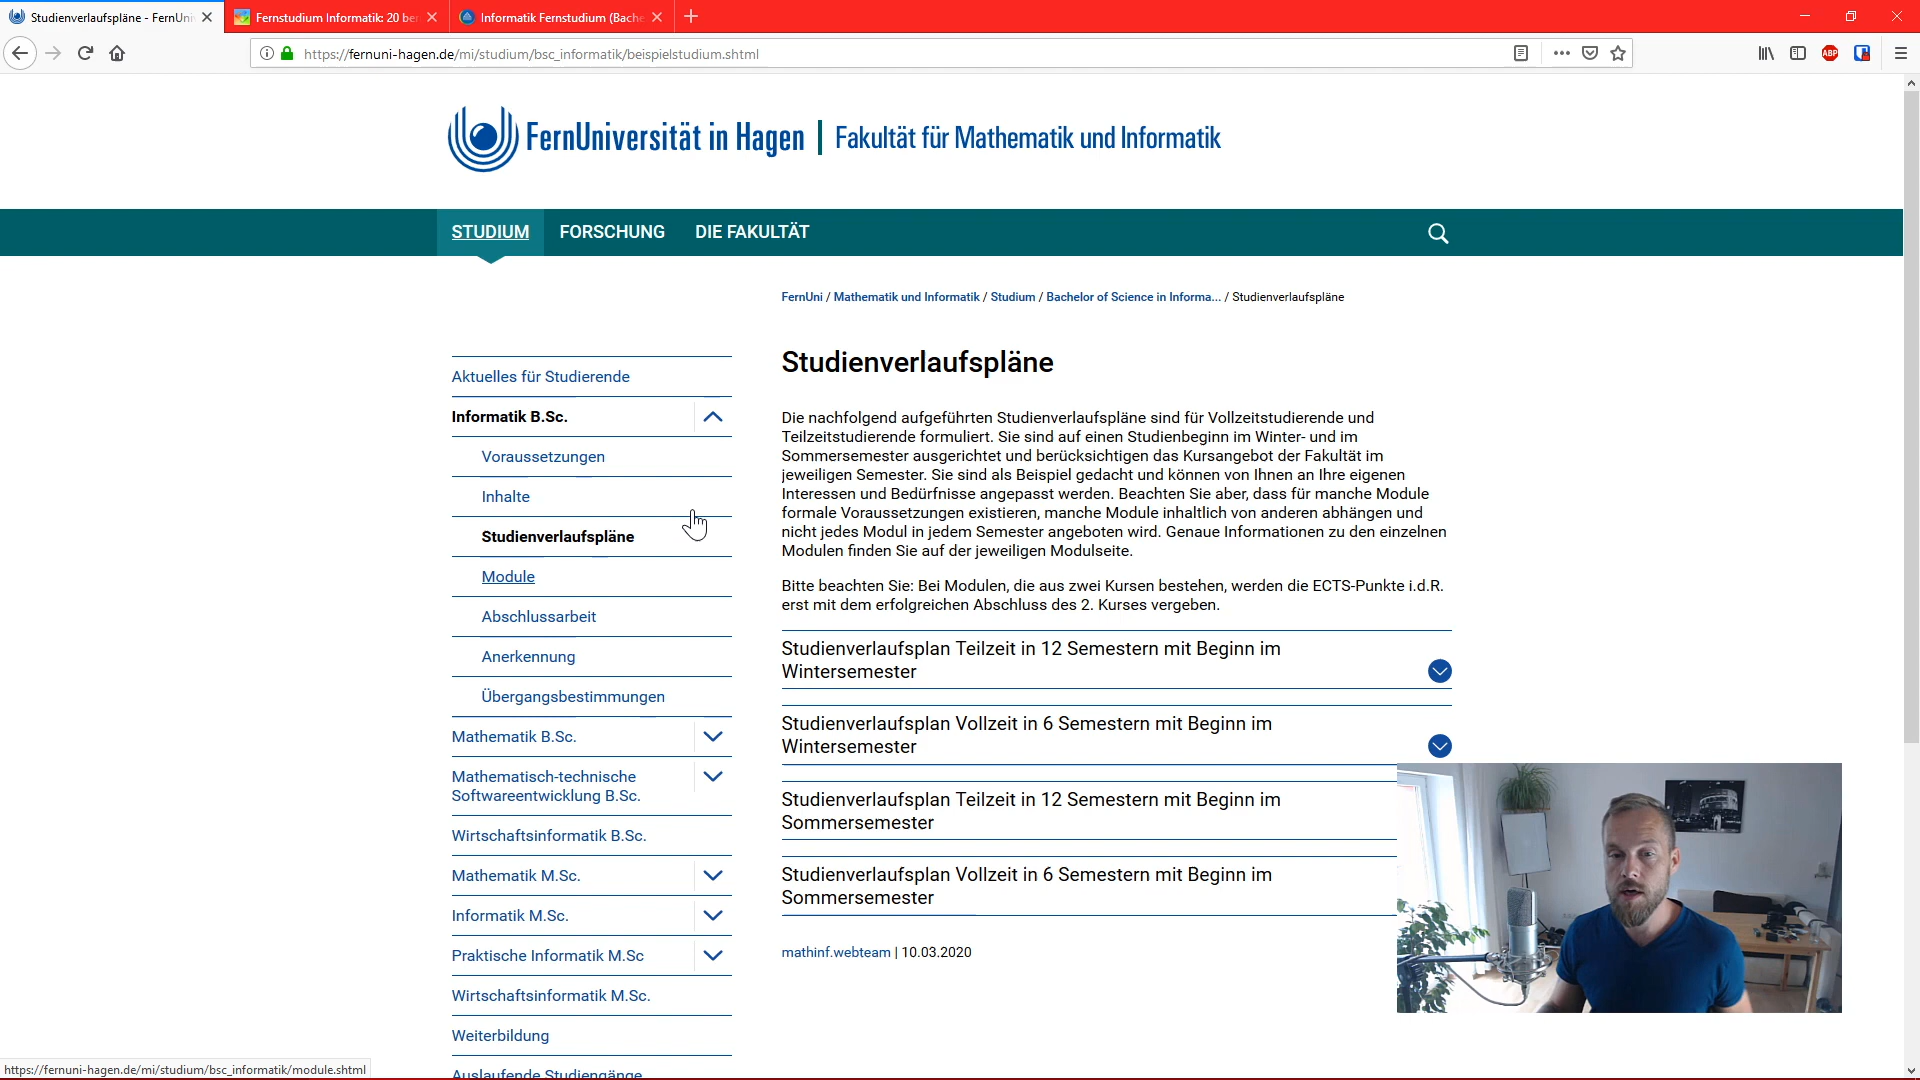 Studienverlaufspläne - FernUni
Fernstudium Informatik: 20 be
Informatik Fernstudium (Bache
https://fernuni-hagen.de/mi/studium/bsc_informatik/beispielstudium.shtml
ABP
FernUniversität in Hagen | Fakultät für Mathematik und Informatik
STUDIUM FORSCHUNG DIE FAKULTÄT
FernUni / Mathematik und Informatik / Studium / Bachelor of Science in Informa... / Studienverlaufspläne
Aktuelles für Studierende
Informatik B.Sc.
Voraussetzungen
Inhalte
Studienverlaufspläne
Module
Abschlussarbeit
Anerkennung
Übergangsbestimmungen
Mathematik B.Sc.
Mathematisch-technische
Softwareentwicklung B.Sc.
Wirtschaftsinformatik B.Sc.
Mathematik M.Sc.
Informatik M.Sc.
Praktische Informatik M.Sc
Wirtschaftsinformatik M.Sc.
Weiterbildung
Auslaufende Studiengänge
Studienverlaufspläne
Die nachfolgend aufgeführten Studienverlaufspläne sind für Vollzeitstudierende und
Teilzeitstudierende formuliert. Sie sind auf einen Studienbeginn im Winter- und im
Sommersemester ausgerichtet und berücksichtigen das Kursangebot der Fakultät im
jeweiligen Semester. Sie sind als Beispiel gedacht und können von Ihnen an Ihre eigenen
Interessen und Bedürfnisse angepasst werden. Beachten Sie aber, dass für manche Module
formale Voraussetzungen existieren, manche Module inhaltlich von anderen abhängen und
nicht jedes Modul in jedem Semester angeboten wird. Genaue Informationen zu den einzelnen
Modulen finden Sie auf der jeweiligen Modulseite.
Bitte beachten Sie: Bei Modulen, die aus zwei Kursen bestehen, werden die ECTS-Punkte i.d.R.
erst mit dem erfolgreichen Abschluss des 2. Kurses vergeben.
Studienverlaufsplan Teilzeit in 12 Semestern mit Beginn im
Wintersemester
Studienverlaufsplan Vollzeit in 6 Semestern mit Beginn im
Wintersemester
Studienverlaufsplan Teilzeit in 12 Semestern mit Beginn im
Sommersemester
Studienverlaufsplan Vollzeit in 6 Semestern mit Beginn im
Sommersemester
mathinf.webteam | 10.03.2020
https://fernuni-hagen.de/mi/studium/bsc_informatik/module.shtml